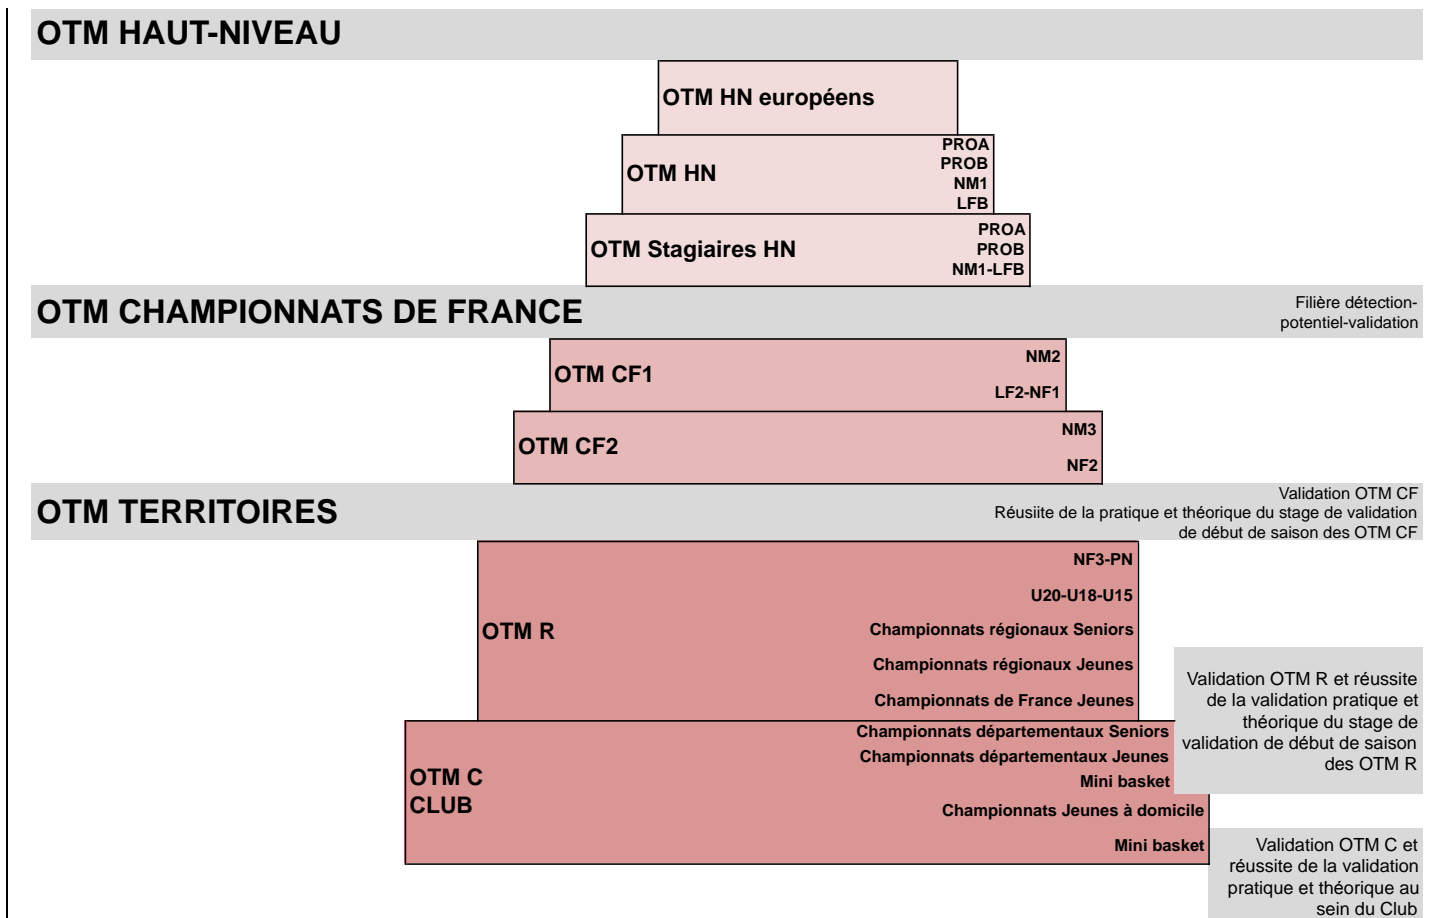 OTM HAUT-NIVEAU
OTM HN européens
OTM HN
PROA
PROB
NM1
LFB
OTM Stagiaires HN
PROA
PROB
NM1-LFB
OTM CHAMPIONNATS DE FRANCE
Filière détection-
potentiel-validation
OTM CF1
NM2
LF2-NF1
OTM CF2
NM3
NF2
OTM TERRITOIRES
Validation OTM CF
Réusiite de la pratique et théorique du stage de validation
de début de saison des OTM CF
OTM R
NF3-PN
U20-U18-U15
Championnats régionaux Seniors
Championnats régionaux Jeunes
Championnats de France Jeunes
Validation OTM R et réussite
de la validation pratique et
théorique du stage de
validation de début de saison
des OTM R
OTM C
CLUB
Championnats départementaux Seniors
Championnats départementaux Jeunes
Mini basket
Championnats Jeunes à domicile
Mini basket
Validation OTM C et
réussite de la validation
pratique et théorique au
sein du Club